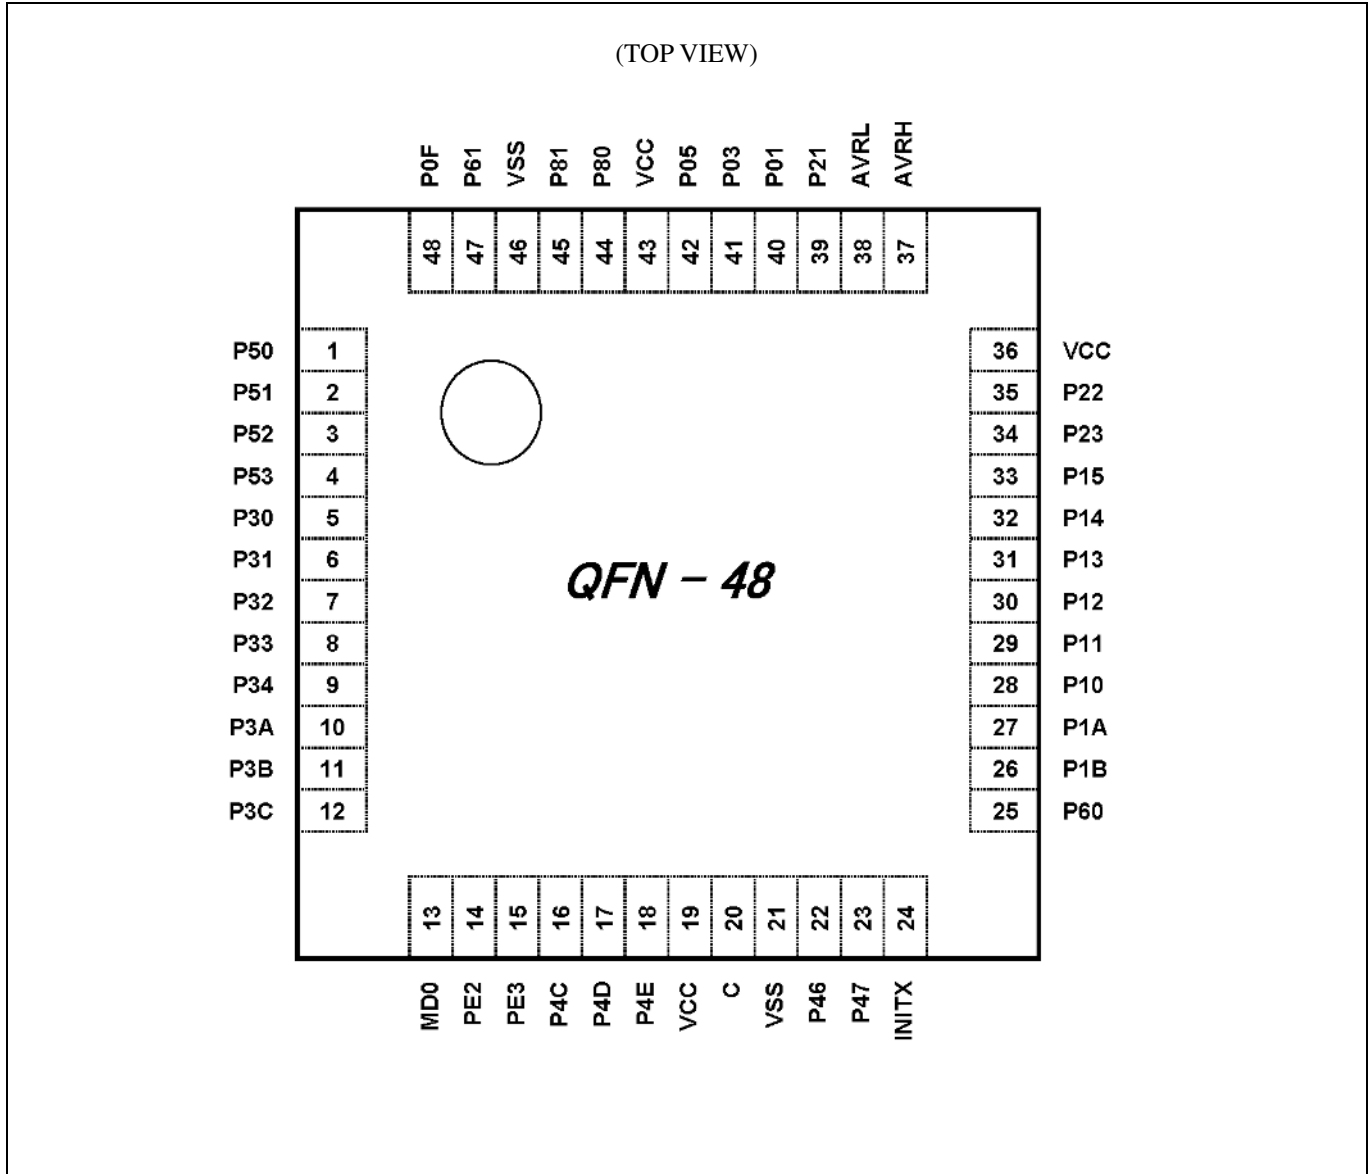 (TOP VIEW)
P0F P61 VSS P81 P80 VCC P05 P03 P01 P21 AVRL AVRH
48 47 46 45 44 43 42 41 40 39 38 37
P50 1 36 VCC
P51 2 35 P22
P52 3 34 P23
P53 4 33 P15
P30 5 32 P14
P31 6 31 P13
P32 7 30 P12
QFN - 48
P33 8 29 P11
P34 9 28 P10
P3A 10 27 P1A
P3B 11 26 P1B
P3C 12 25 P60
13 14 15 16 17 18 19 20 21 22 23 24
MD0 PE2 PE3 P4C P4D P4E VCC C VSS P46 P47 INITX